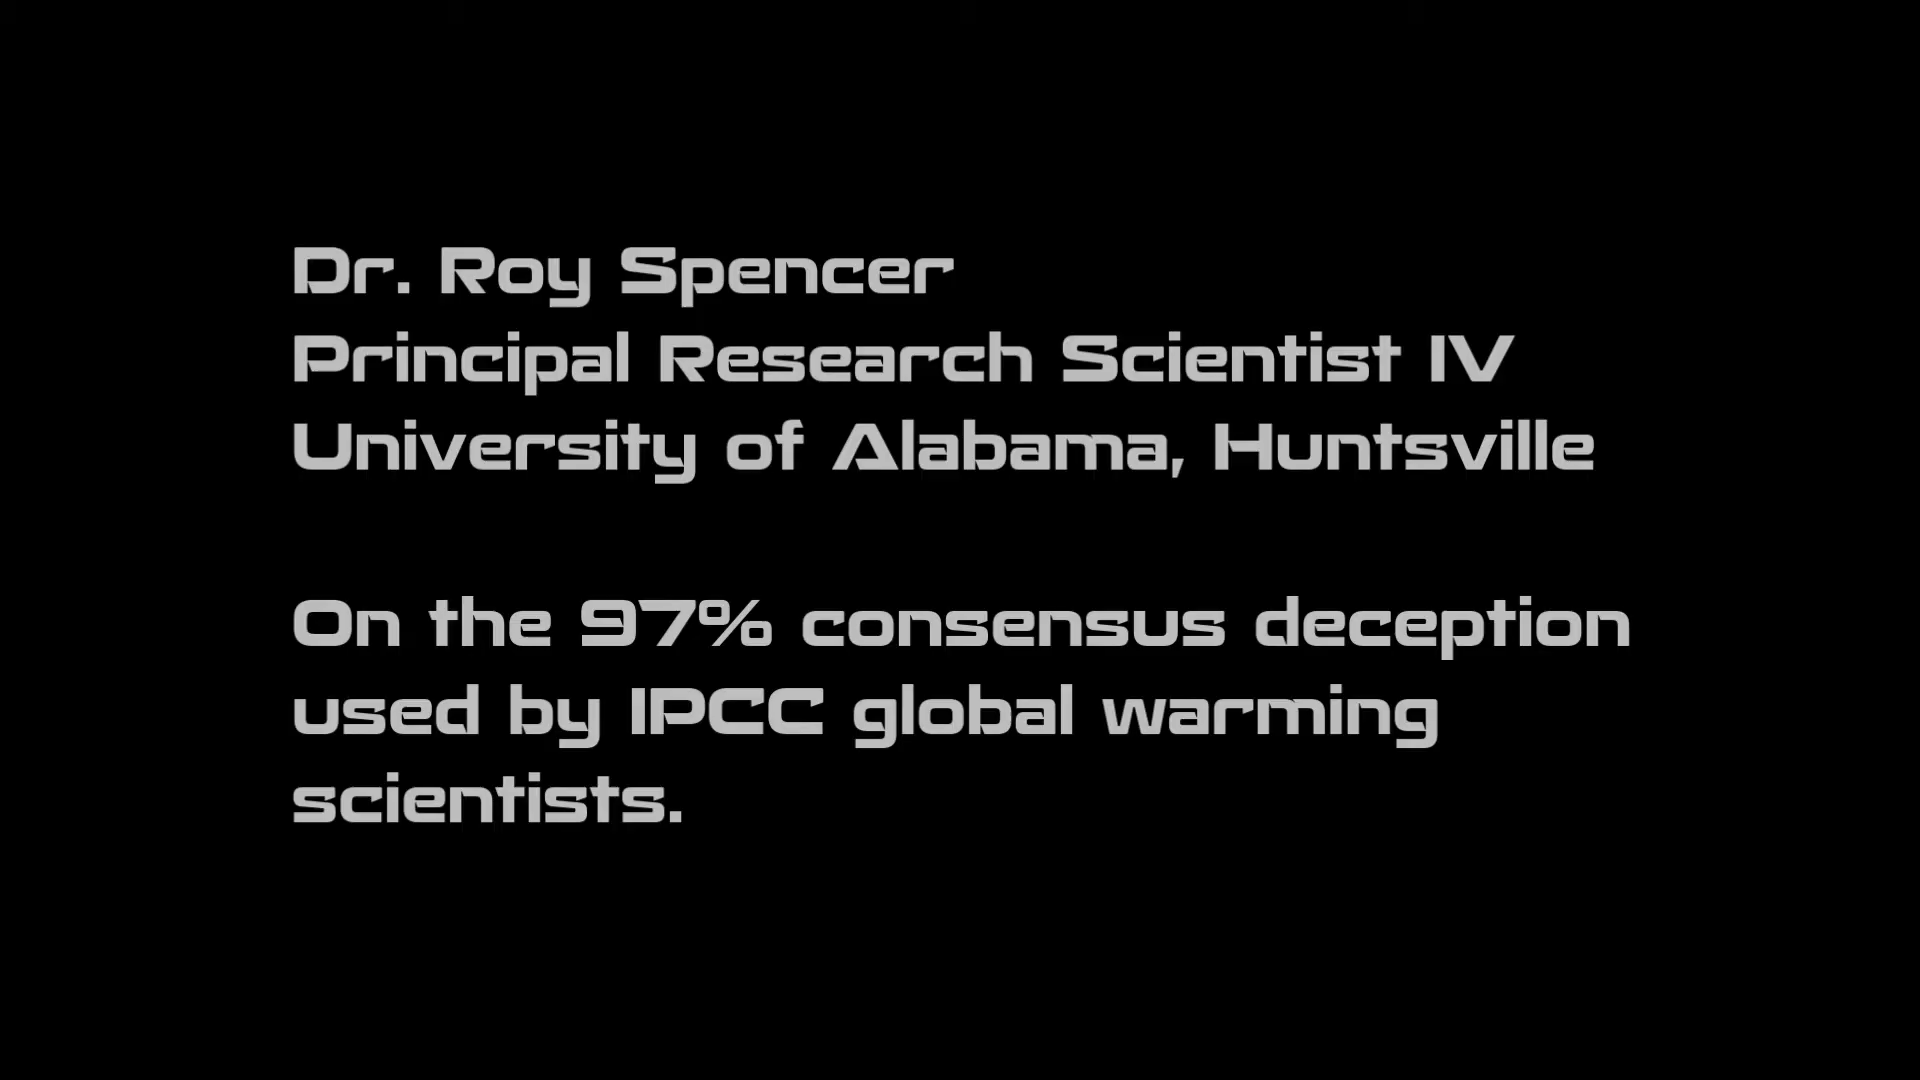 Dr. Roy Spencer
Principal Research Scientist IV
University of Alabama, Huntsville
On the 97% consensus deception
used by IPCC global warming
scientists.